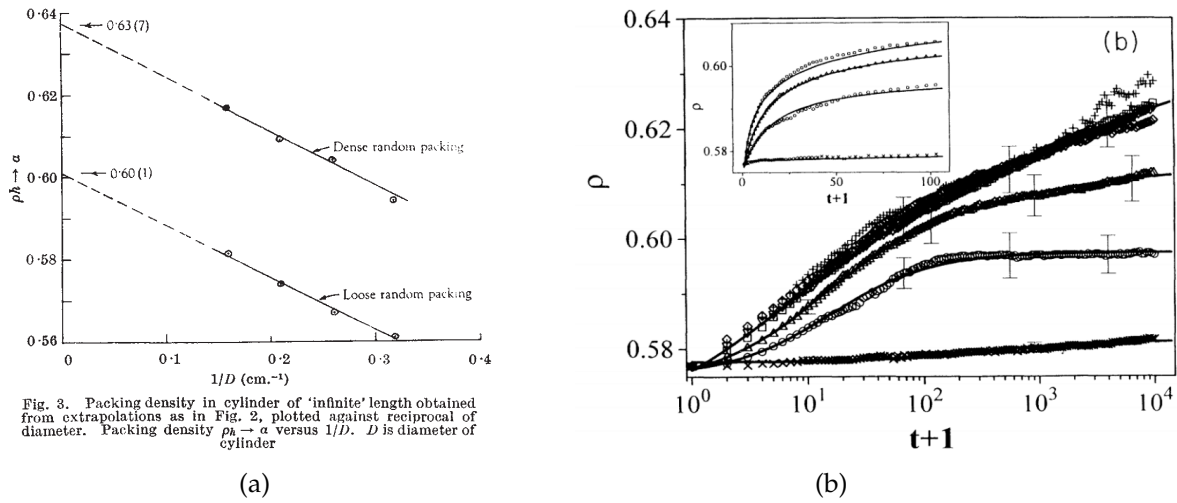 0·64
0·62
0·60
0·58
0·56
ρh → α
0·63(7)
0·60(1)
Dense random packing
Loose random packing
0
0·1
0·2
0·3
0·4
1/D (cm.⁻¹)
Fig. 3. Packing density in cylinder of 'infinite' length obtained
from extrapolations as in Fig. 2, plotted against reciprocal of
diameter. Packing density ρh → α versus 1/D. D is diameter of
cylinder
(a)
0.64
0.62
0.60
0.58
ρ
(b)
0.60
0.58
ρ
0
50
100
t+1
10⁰
10¹
10²
10³
10⁴
t+1
(b)